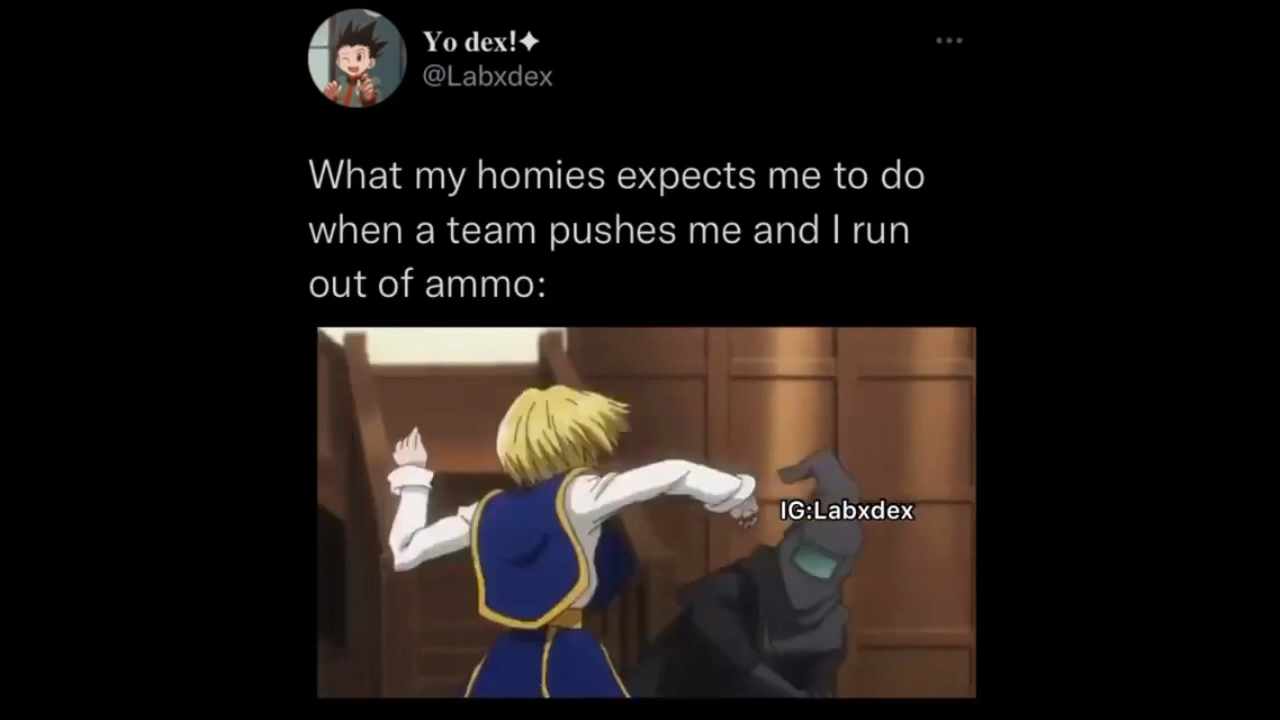 Yo dex!✦
@Labxdex
What my homies expects me to do
when a team pushes me and I run
out of ammo:
IG:Labxdex